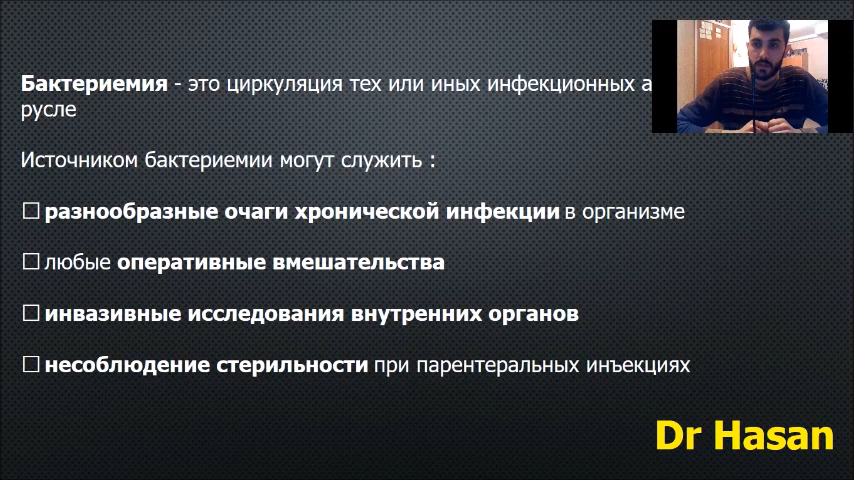 Бактериемия - это циркуляция тех или иных инфекционных
русле
Источником бактериемии могут служить :
разнообразные очаги хронической инфекции в организме
любые оперативные вмешательства
инвазивные исследования внутренних органов
несоблюдение стерильности при парентеральных инъекциях
Dr Hasan